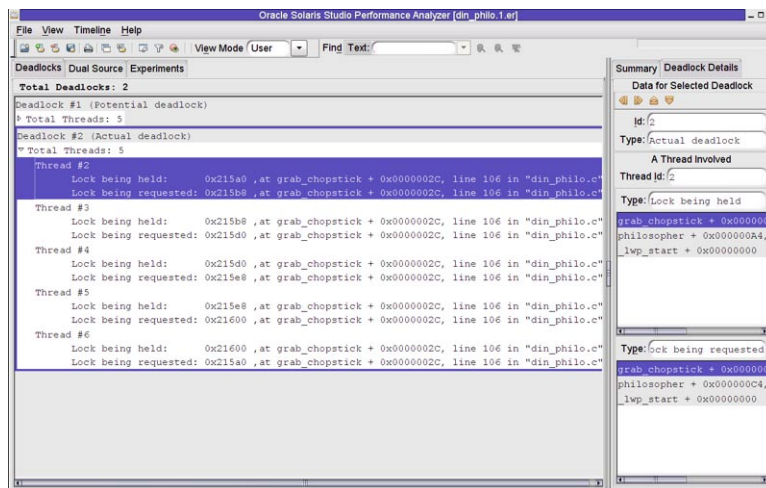 Oracle Solaris Studio Performance Analyzer [din_philo.1.er]
File View Timeline Help
View Mode User Find Text:
Deadlocks Dual Source Experiments
Total Deadlocks: 2
Deadlock #1 (Potential deadlock)
Total Threads: 5
Deadlock #2 (Actual deadlock)
Total Threads: 5
Thread #2
Lock being held: 0x215a0 ,at grab_chopstick + 0x0000002C, line 106 in "din_philo.c"
Lock being requested: 0x215b8 ,at grab_chopstick + 0x0000002C, line 106 in "din_philo.c"
Thread #3
Lock being held: 0x215b8 ,at grab_chopstick + 0x0000002C, line 106 in "din_philo.c"
Lock being requested: 0x215d0 ,at grab_chopstick + 0x0000002C, line 106 in "din_philo.c"
Thread #4
Lock being held: 0x215d0 ,at grab_chopstick + 0x0000002C, line 106 in "din_philo.c"
Lock being requested: 0x215e8 ,at grab_chopstick + 0x0000002C, line 106 in "din_philo.c"
Thread #5
Lock being held: 0x215e8 ,at grab_chopstick + 0x0000002C, line 106 in "din_philo.c"
Lock being requested: 0x21600 ,at grab_chopstick + 0x0000002C, line 106 in "din_philo.c"
Thread #6
Lock being held: 0x21600 ,at grab_chopstick + 0x0000002C, line 106 in "din_philo.c"
Lock being requested: 0x215a0 ,at grab_chopstick + 0x0000002C, line 106 in "din_philo.c"
Summary Deadlock Details
Data for Selected Deadlock
Id: 2
Type: Actual deadlock
A Thread Involved
Thread Id: 2
Type: Lock being held
grab_chopstick + 0x000000
philosopher + 0x000000A4,
_lwp_start + 0x00000000
Type: ock being requested
grab_chopstick + 0x000000
philosopher + 0x000000C4,
_lwp_start + 0x00000000